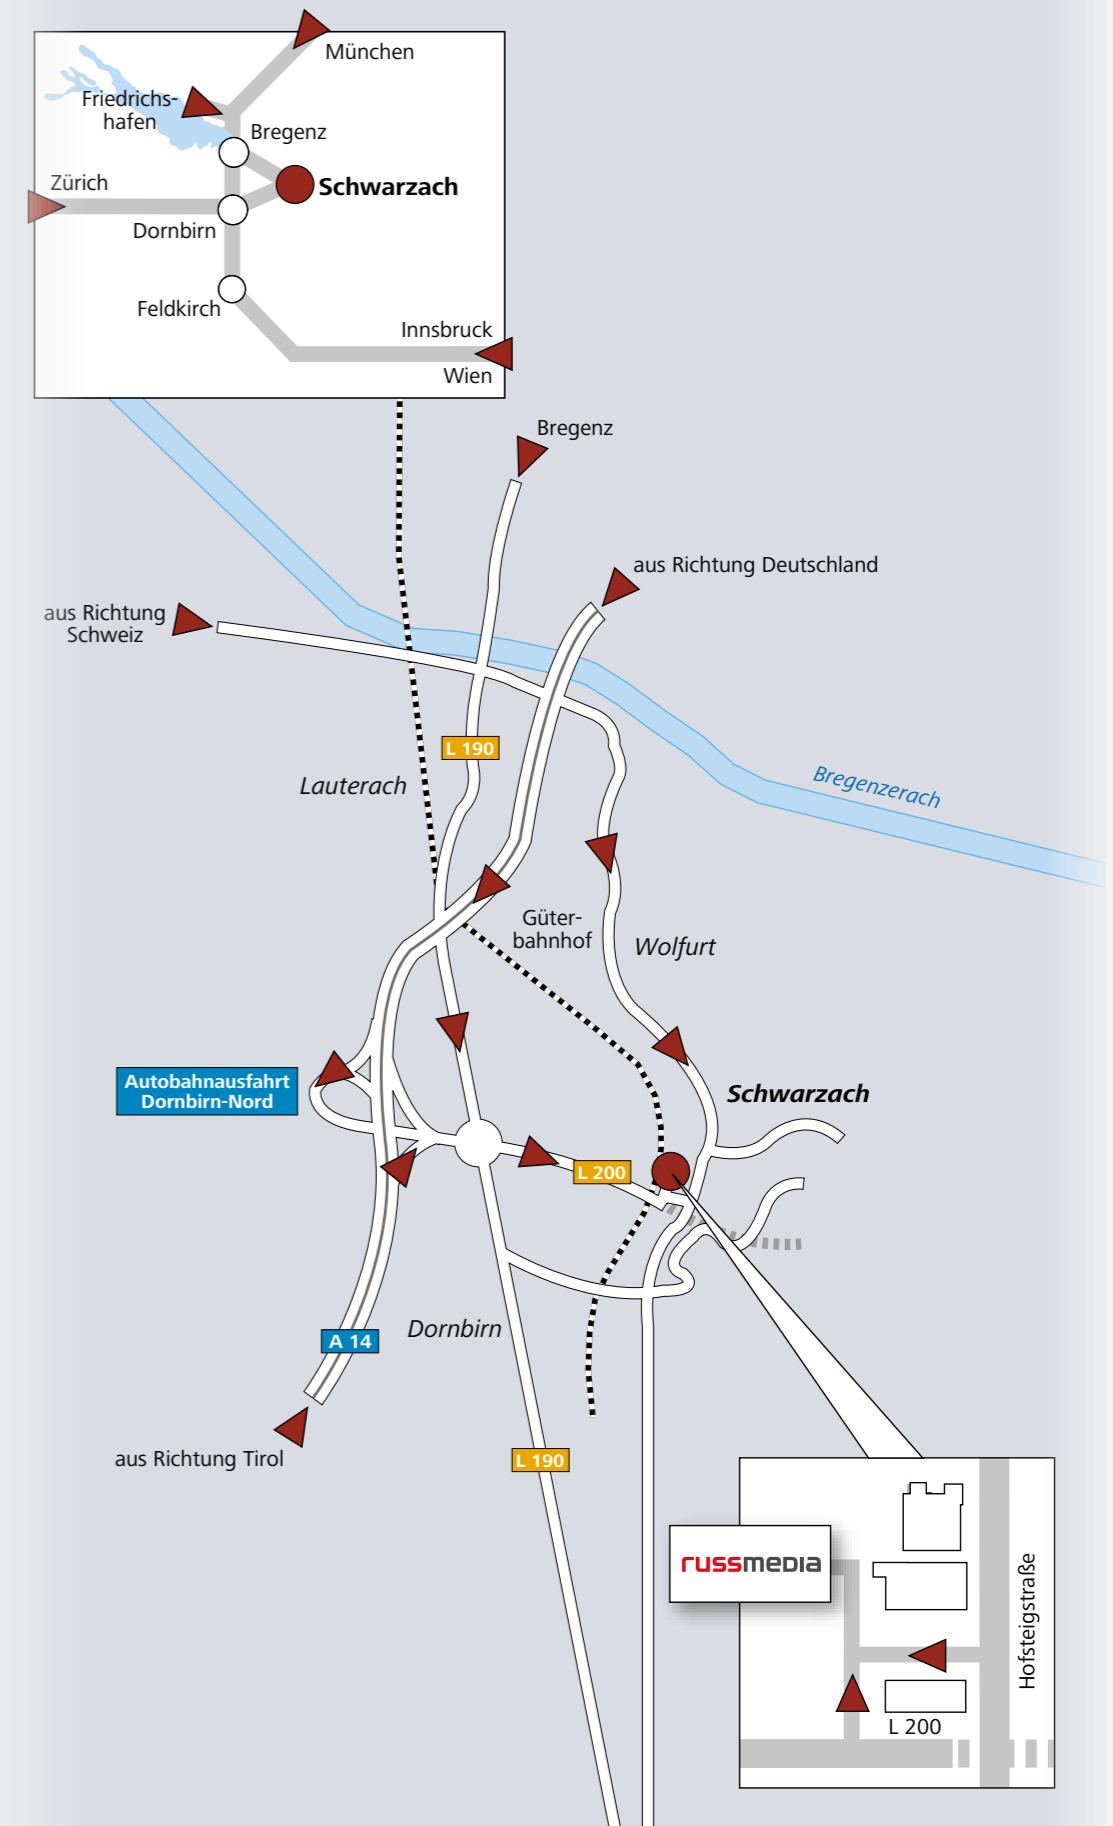 München
Friedrichs-
hafen
Bregenz
Zürich
Schwarzach
Dornbirn
Feldkirch
Innsbruck
Wien
Bregenz
aus Richtung Deutschland
aus Richtung
Schweiz
L 190
Lauterach
Bregenzerach
Güter-
bahnhof
Wolfurt
Autobahnausfahrt
Dornbirn-Nord
Schwarzach
L 200
Dornbirn
A 14
aus Richtung Tirol
L 190
russmedia
Hofsteigstraße
L 200